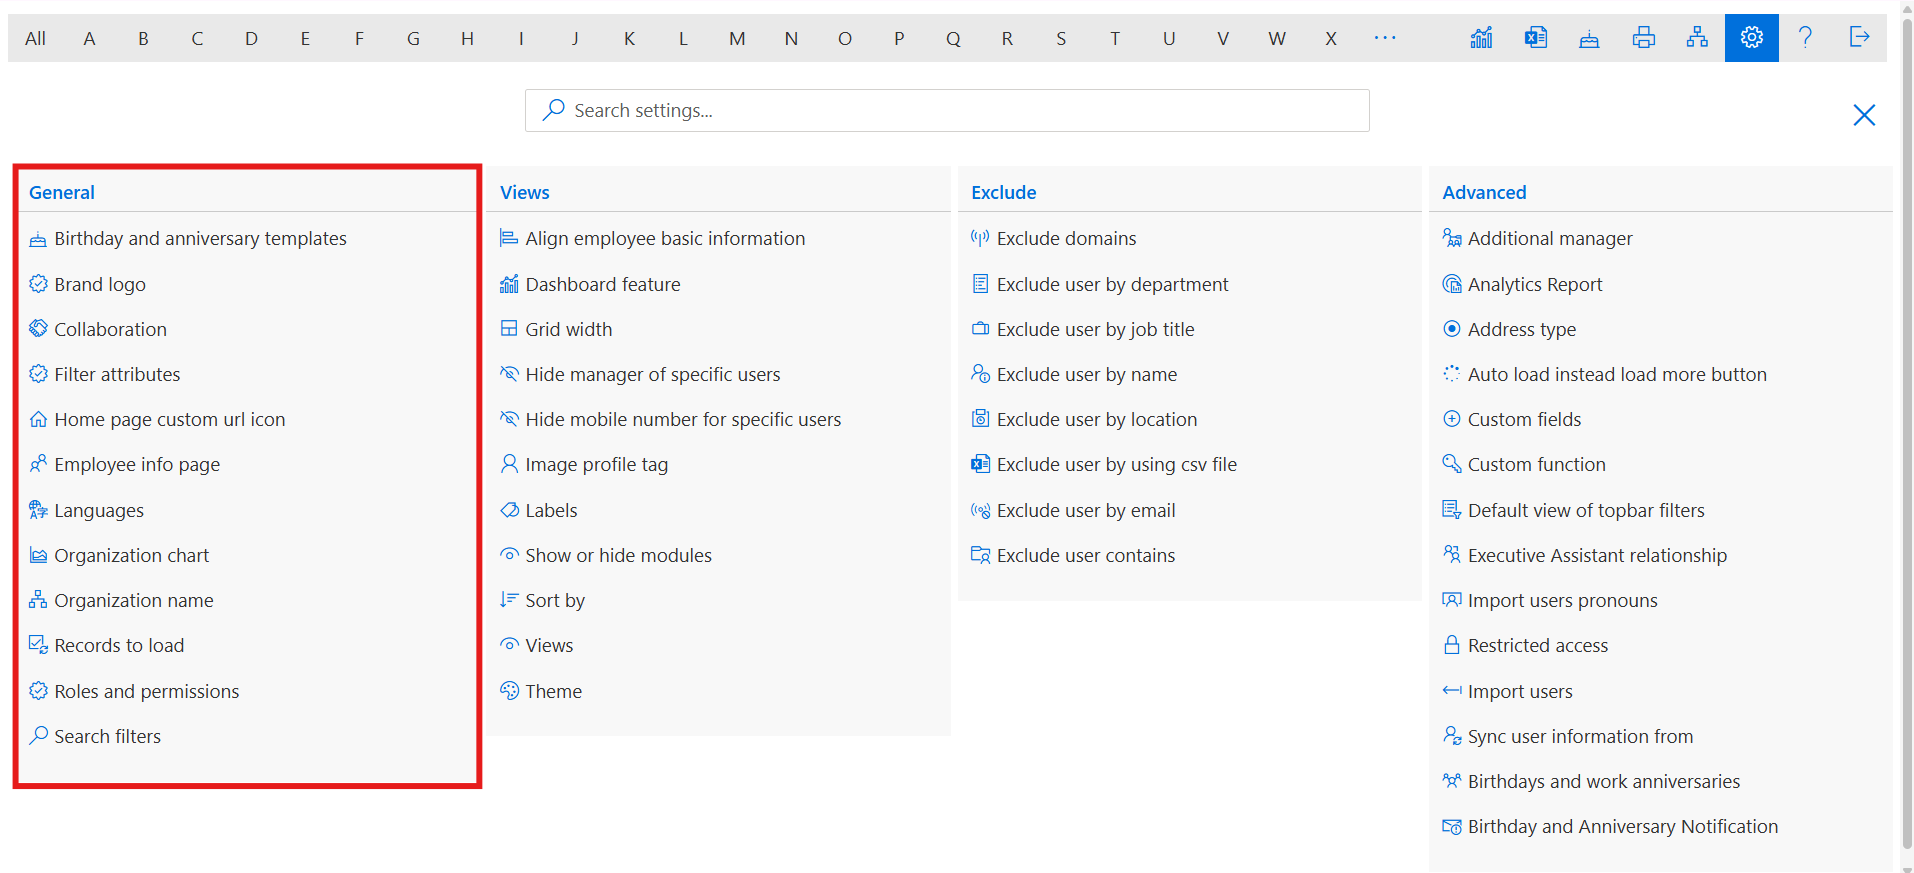 All A B C D E F G H I J K L M N O P Q R S T U V W X ...
Search settings...
General
Birthday and anniversary templates
Brand logo
Collaboration
Filter attributes
Home page custom url icon
Employee info page
Languages
Organization chart
Organization name
Records to load
Roles and permissions
Search filters
Views
Align employee basic information
Dashboard feature
Grid width
Hide manager of specific users
Hide mobile number for specific users
Image profile tag
Labels
Show or hide modules
Sort by
Views
Theme
Exclude
Exclude domains
Exclude user by department
Exclude user by job title
Exclude user by name
Exclude user by location
Exclude user by using csv file
Exclude user by email
Exclude user contains
Advanced
Additional manager
Analytics Report
Address type
Auto load instead load more button
Custom fields
Custom function
Default view of topbar filters
Executive Assistant relationship
Import users pronouns
Restricted access
Import users
Sync user information from
Birthdays and work anniversaries
Birthday and Anniversary Notification